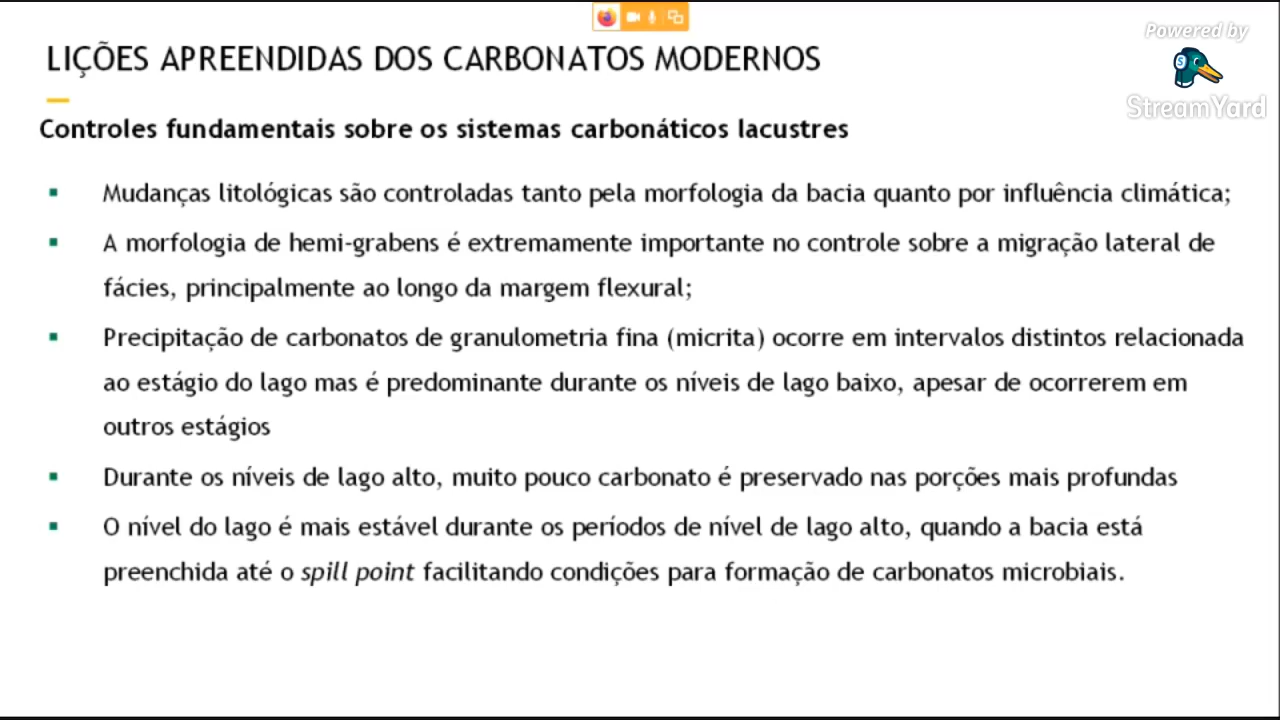 Powered by
StreamYard
LIÇÕES APREENDIDAS DOS CARBONATOS MODERNOS
Controles fundamentais sobre os sistemas carbonáticos lacustres
▪ Mudanças litológicas são controladas tanto pela morfologia da bacia quanto por influência climática;
▪ A morfologia de hemi-grabens é extremamente importante no controle sobre a migração lateral de
fácies, principalmente ao longo da margem flexural;
▪ Precipitação de carbonatos de granulometria fina (micrita) ocorre em intervalos distintos relacionada
ao estágio do lago mas é predominante durante os níveis de lago baixo, apesar de ocorrerem em
outros estágios
▪ Durante os níveis de lago alto, muito pouco carbonato é preservado nas porções mais profundas
▪ O nível do lago é mais estável durante os períodos de nível de lago alto, quando a bacia está
preenchida até o spill point facilitando condições para formação de carbonatos microbiais.